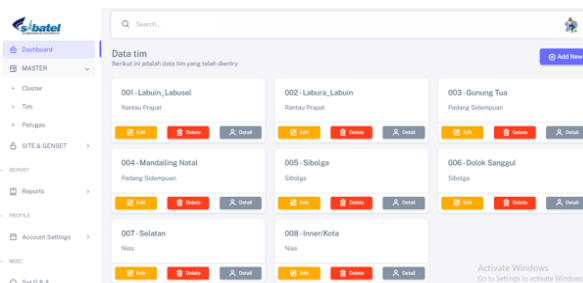 sibatel
Search...
Dashboard
MASTER
Cluster
Tim
Petugas
SITE & GENSET
REPORT
Reports
PROFILE
Account Settings
MISC
Set Q & A
Data tim
Berikut ini adalah data tim yang telah dientry
Add New
001 - Labuin_Labusel
Rantau Prapat
Edit Delete Detail
002 - Labura_Labuin
Rantau Prapat
Edit Delete Detail
003 - Gunung Tua
Padang Sidempuan
Edit Delete Detail
004 - Mandailing Natal
Padang Sidempuan
Edit Delete Detail
005 - Sibolga
Sibolga
Edit Delete Detail
006 - Dolok Sanggul
Sibolga
Edit Delete Detail
007 - Selatan
Nias
Edit Delete Detail
008 - Inner/Kota
Nias
Edit Delete Detail
Activate Windows
Go to Settings to activate Windows